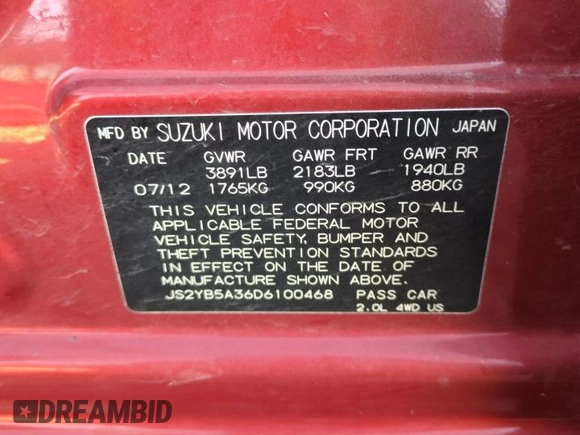 MFD BY SUZUKI MOTOR CORPORATION JAPAN
DATE GVWR GAWR FRT GAWR RR
3891LB 2183LB 1940LB
07/12 1765KG 990KG 880KG
THIS VEHICLE CONFORMS TO ALL
APPLICABLE FEDERAL MOTOR
VEHICLE SAFETY, BUMPER AND
THEFT PREVENTION STANDARDS
IN EFFECT ON THE DATE OF
MANUFACTURE SHOWN ABOVE.
JS2YB5A36D6100468 PASS CAR
2.0L 4WD US
DREAMBID